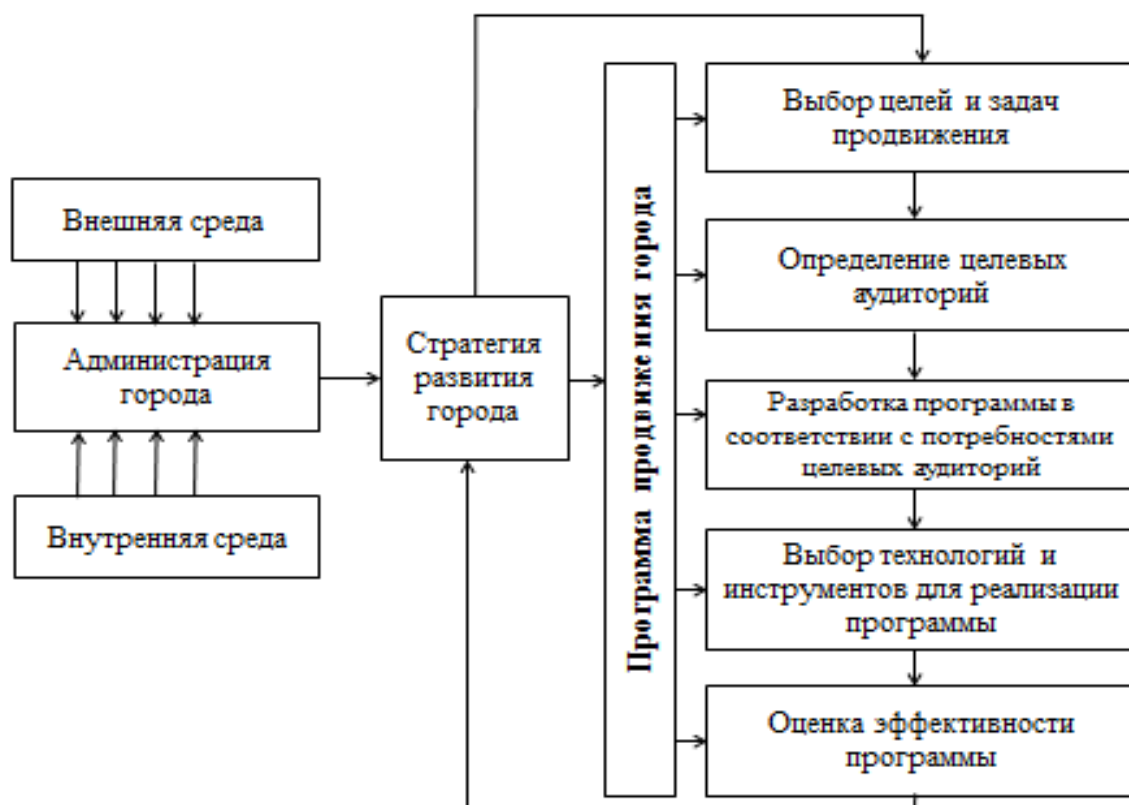 Внешняя среда
Администрация
города
Внутренняя среда
Стратегия
развития
города
Программа продвижения города
Выбор целей и задач
продвижения
Определение целевых
аудиторий
Разработка программы в
соответствии с потребностями
целевых аудиторий
Выбор технологий и
инструментов для реализации
программы
Оценка эффективности
программы